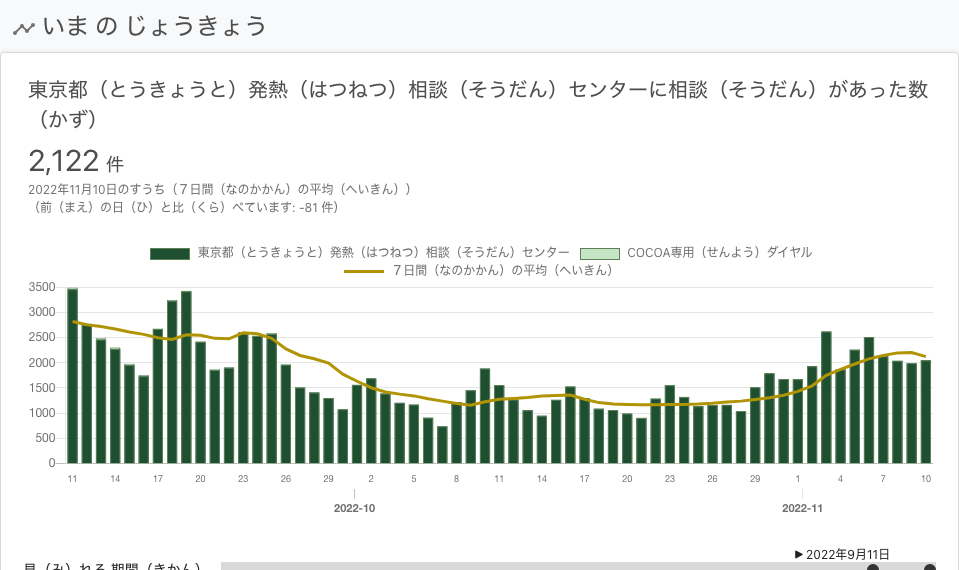 いま の じょうきょう
東京都（とうきょうと）発熱（はつねつ）相談（そうだん）センターに相談（そうだん）があった数
（かず）
2,122 件
2022年11月10日のすうち（７日間（なのかかん）の平均（へいきん））
（前（まえ）の日（ひ）と比（くら）べています: -81 件）
東京都（とうきょうと）発熱（はつねつ）相談（そうだん）センター COCOA専用（せんよう）ダイヤル
７日間（なのかかん）の平均（へいきん）
3500
3000
2500
2000
1500
1000
500
0
11 14 17 20 23 26 29 2 5 8 11 14 17 20 23 26 29 1 4 7 10
2022-10 2022-11
▶ 2022年9月11日
見（み）れる 期間（きかん）